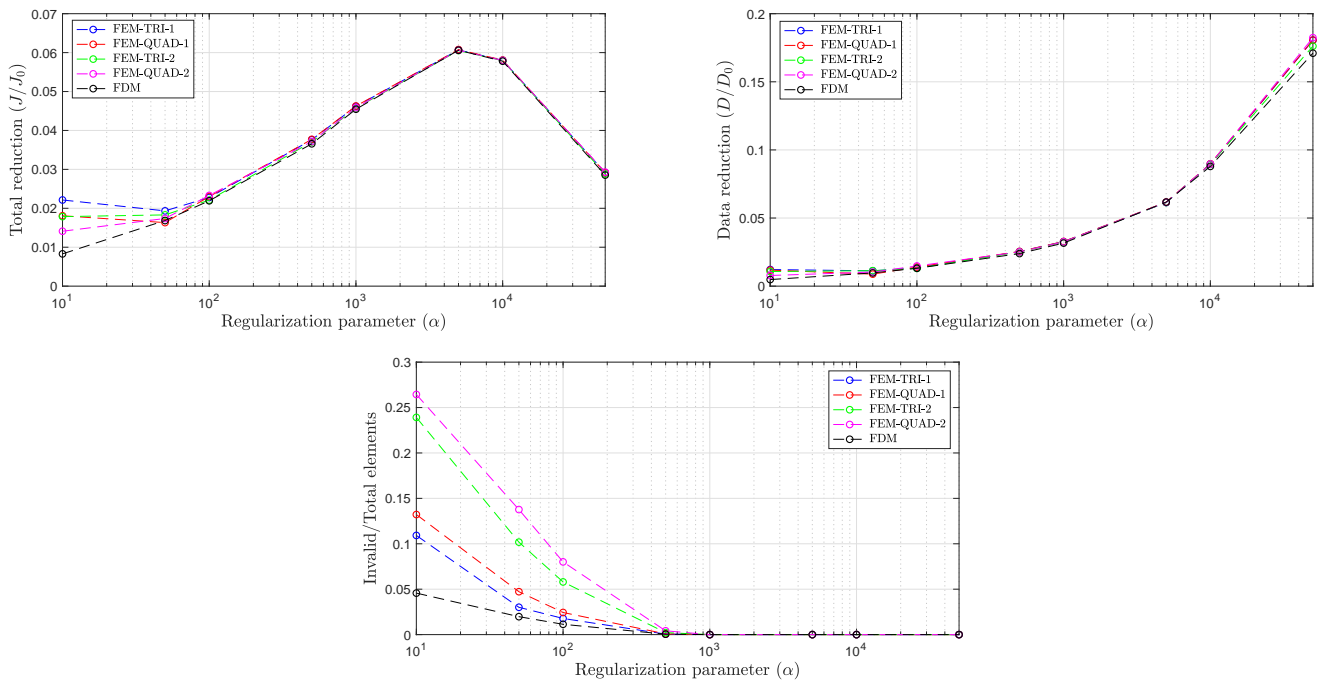 Total reduction (J/J₀)
0.07
0.06
0.05
0.04
0.03
0.02
0.01
0
FEM-TRI-1
FEM-QUAD-1
FEM-TRI-2
FEM-QUAD-2
FDM
10¹ 10² 10³ 10⁴
Regularization parameter (α)
Data reduction (D/D₀)
0.2
0.15
0.1
0.05
0
FEM-TRI-1
FEM-QUAD-1
FEM-TRI-2
FEM-QUAD-2
FDM
10¹ 10² 10³ 10⁴
Regularization parameter (α)
Invalid/Total elements
0.3
0.25
0.2
0.15
0.1
0.05
0
FEM-TRI-1
FEM-QUAD-1
FEM-TRI-2
FEM-QUAD-2
FDM
10¹ 10² 10³ 10⁴
Regularization parameter (α)